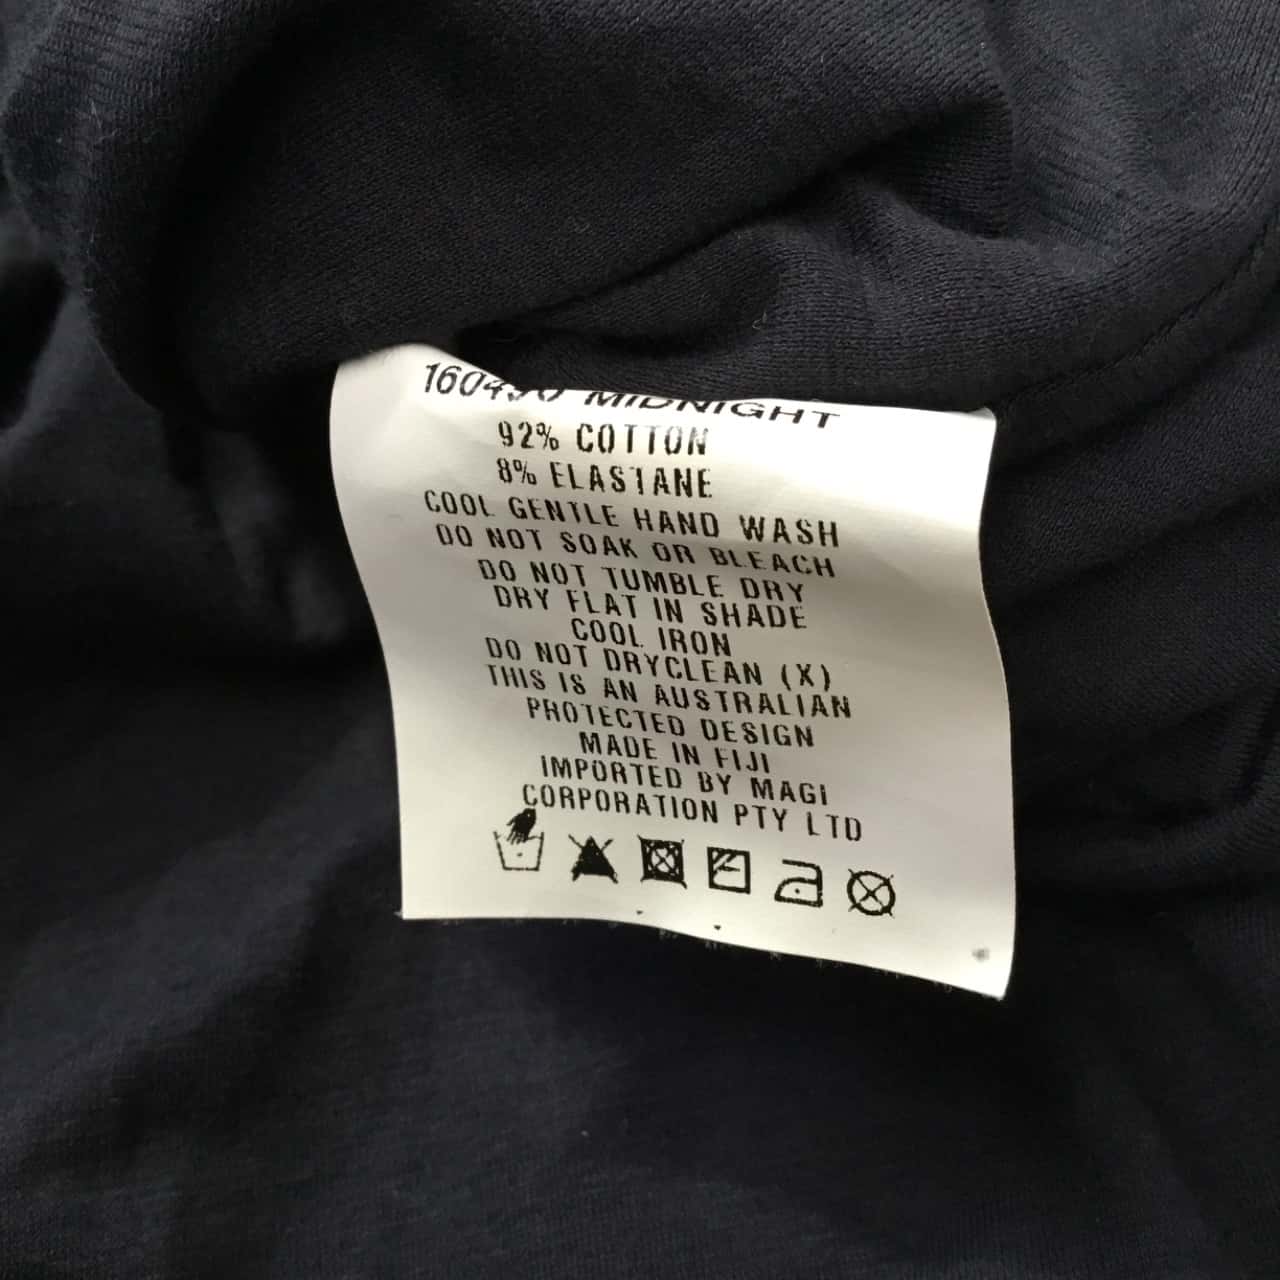 MIDNIGHT
92% COTTON
8% ELASTANE
COOL GENTLE HAND WASH
DO NOT SOAK OR BLEACH
DO NOT TUMBLE DRY
DRY FLAT IN SHADE
COOL IRON
DO NOT DRYCLEAN (X)
THIS IS AN AUSTRALIAN
PROTECTED DESIGN
MADE IN FIJI
IMPORTED BY MAGI
CORPORATION PTY LTD